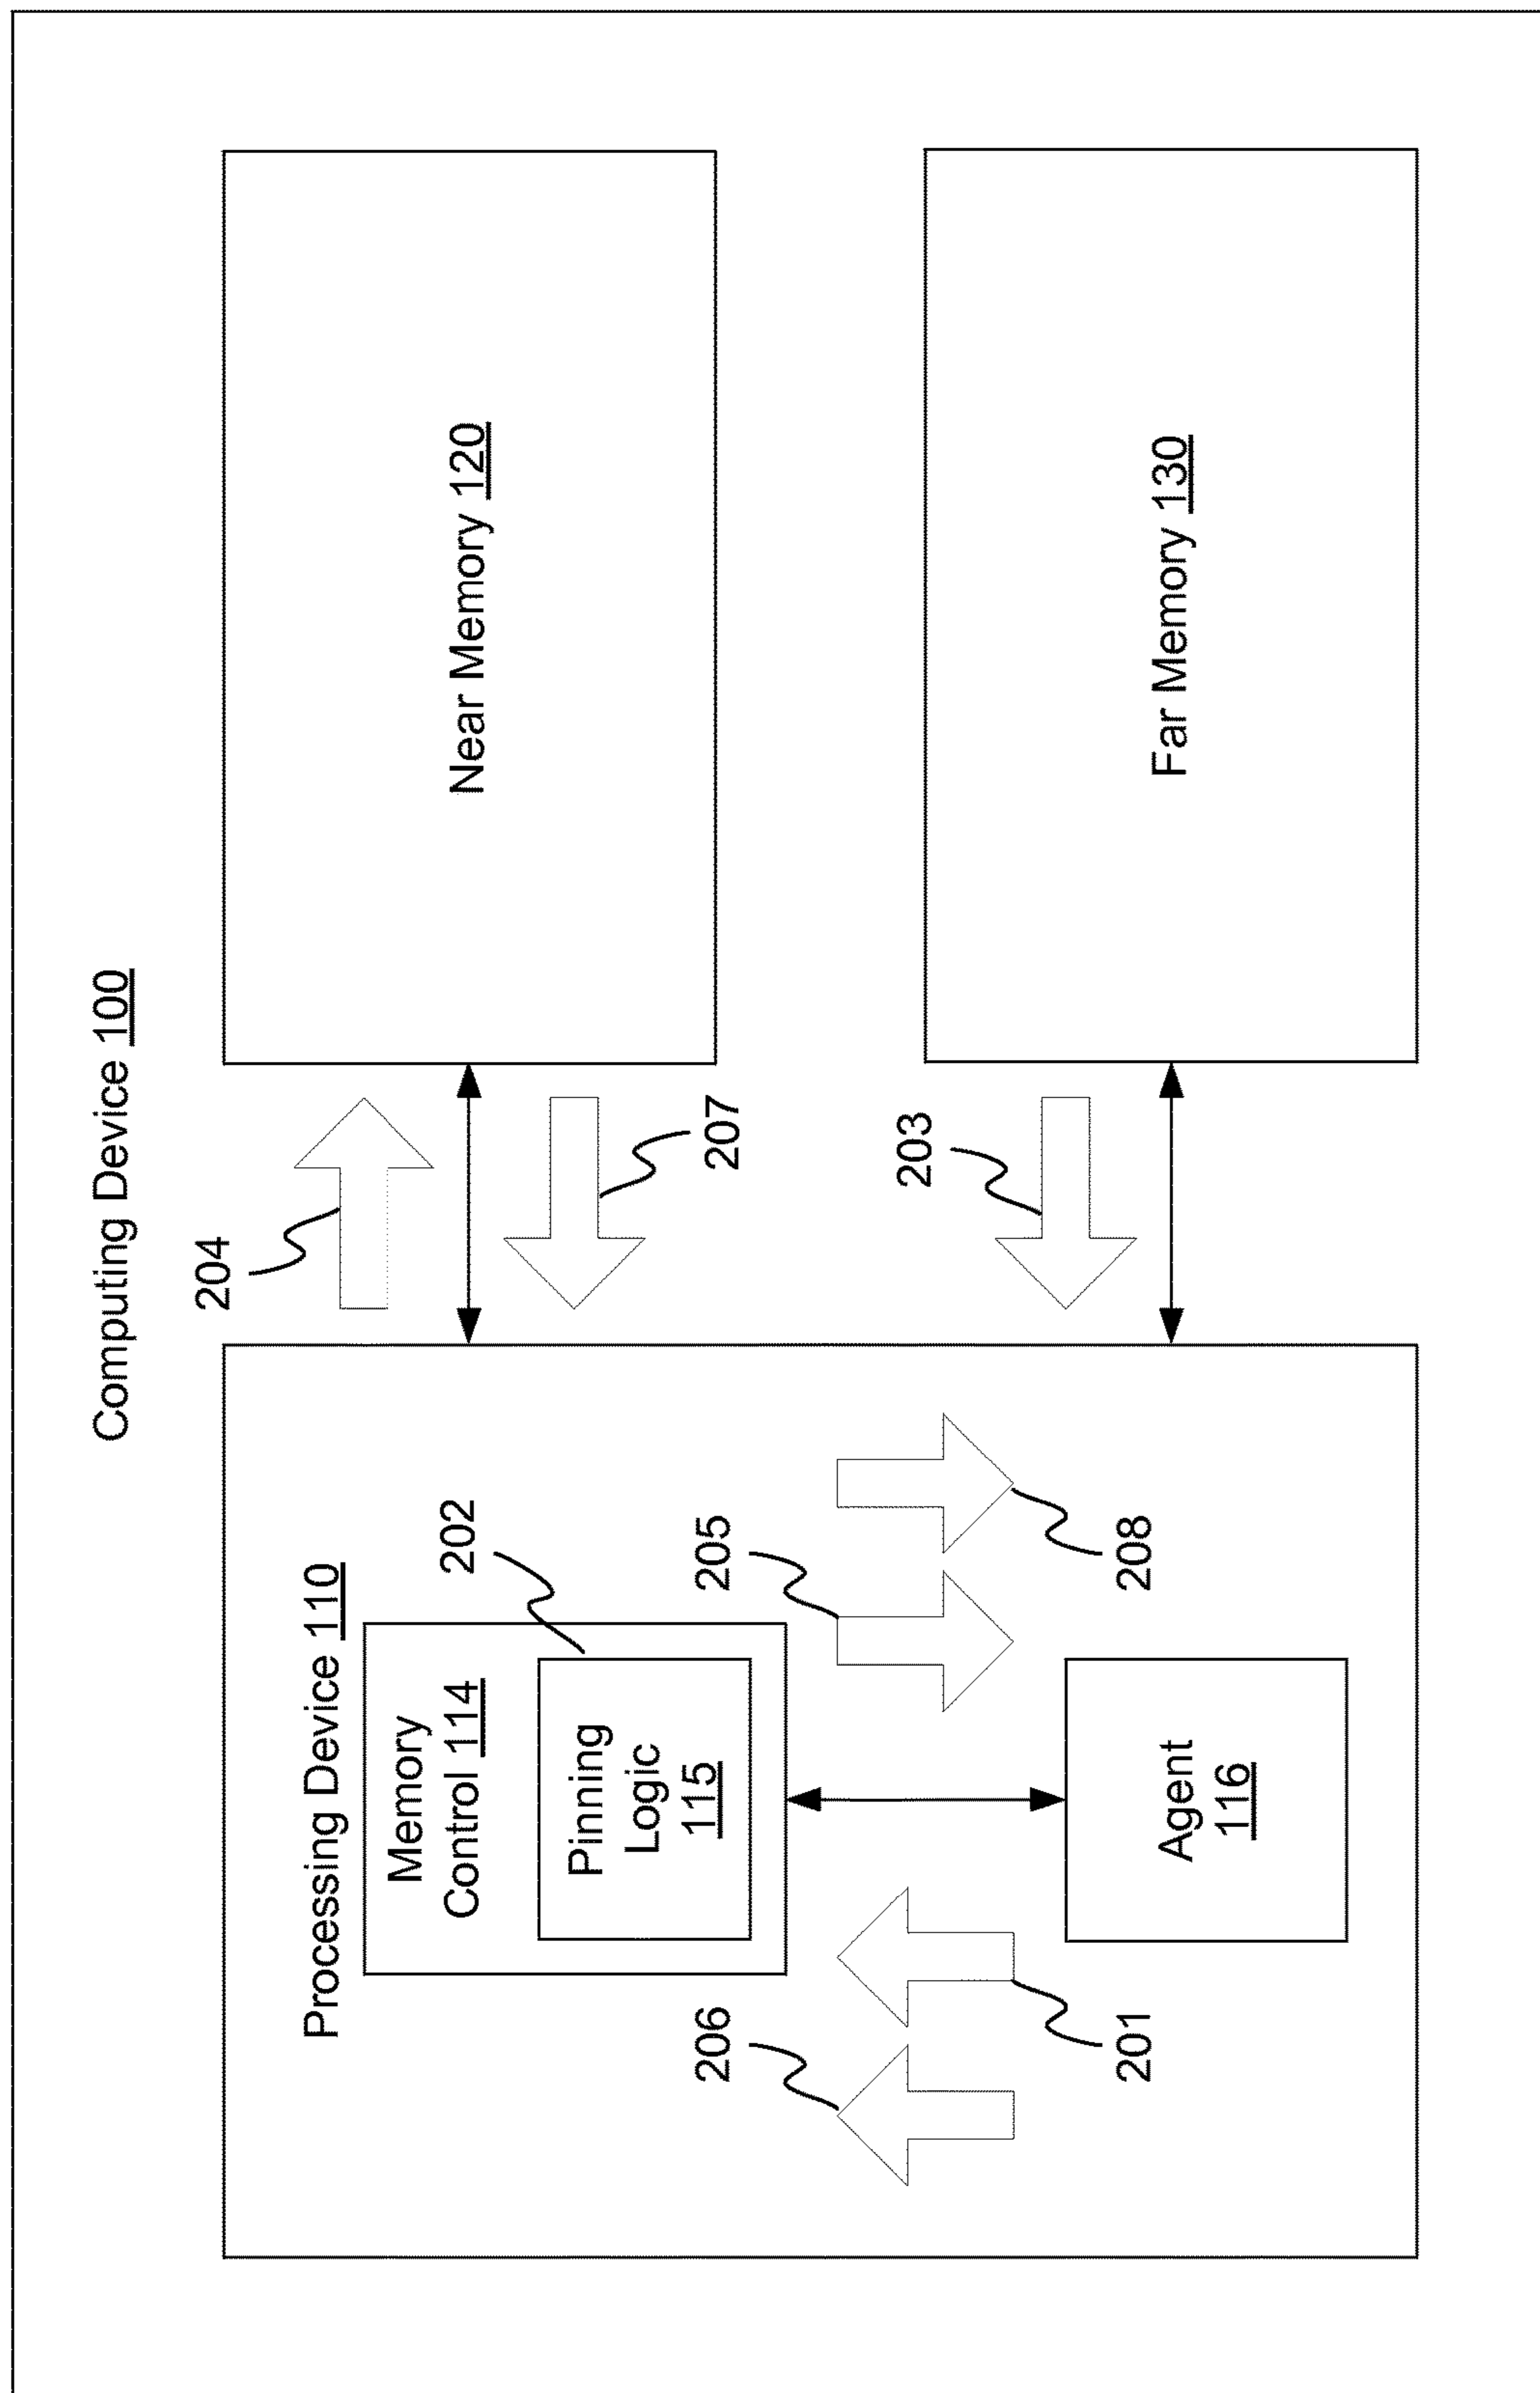 Computing Device 100
Processing Device 110
Memory
Control 114
Pinning
Logic
115
202
204
Near Memory 120
206
205
207
201
208
203
Agent
116
Far Memory 130